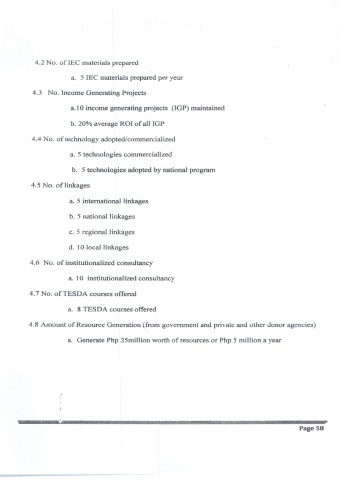 4.2 No. of IEC materials prepared
a. 5 IEC materials prepared per year
4.3 No. Income Generating Projects
a.10 income generating projects (IGP) maintained
b. 20% average ROI of all IGP
4.4 No. of technology adopted/commercialized
a. 5 technologies commercialized
b. 5 technologies adopted by national program
4.5 No. of linkages
a. 5 international linkages
b. 5 national linkages
c. 5 regional linkages
d. 10 local linkages
4.6 No. of institutionalized consultancy
a. 10 institutionalized consultancy
4.7 No. of TESDA courses offered
a. 8 TESDA courses offered
4.8 Amount of Resource Generation (from government and private and other donor agencies)
a. Generate Php 25million worth of resources or Php 5 million a year
Page 58